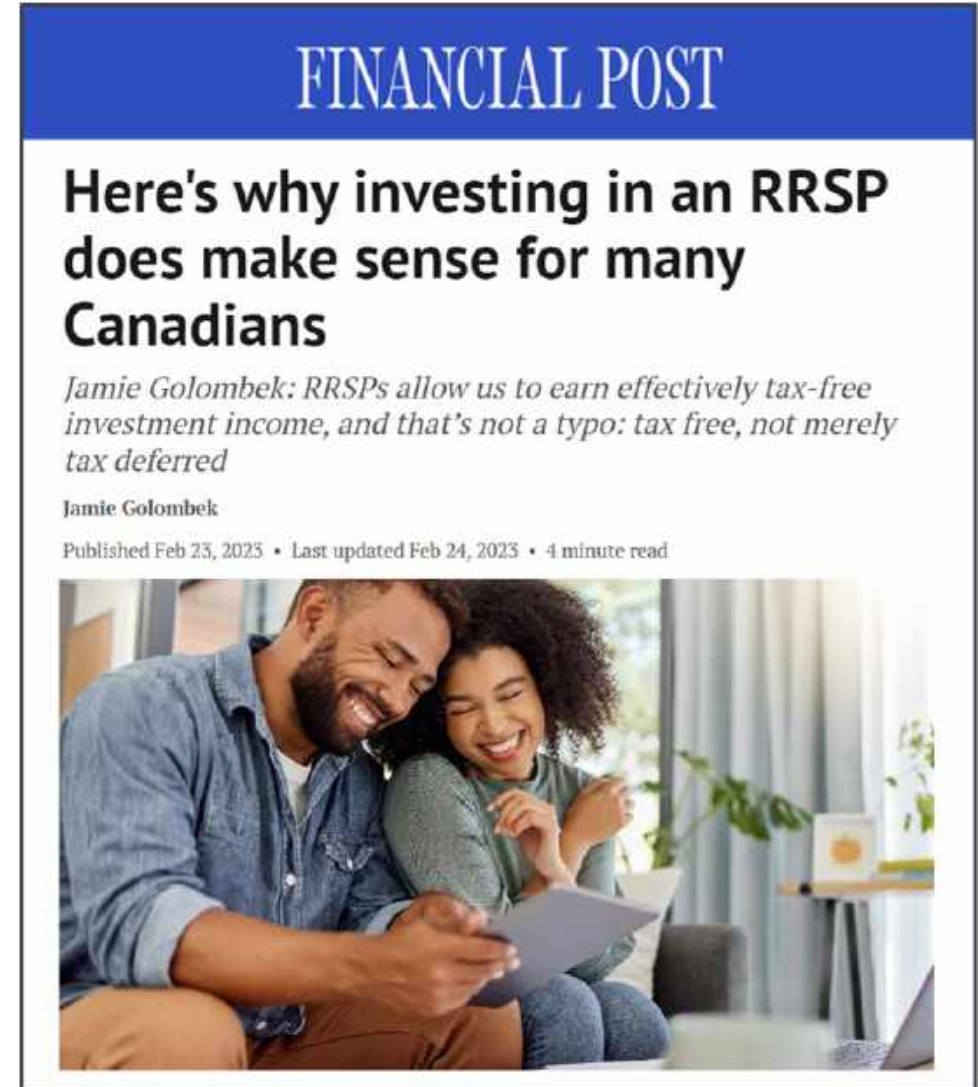 FINANCIAL POST
Here's why investing in an RRSP
does make sense for many
Canadians
Jamie Golombek: RRSPs allow us to earn effectively tax-free
investment income, and that's not a typo: tax free, not merely
tax deferred
Jamie Golombek
Published Feb 23, 2023 • Last updated Feb 24, 2023 • 4 minute read